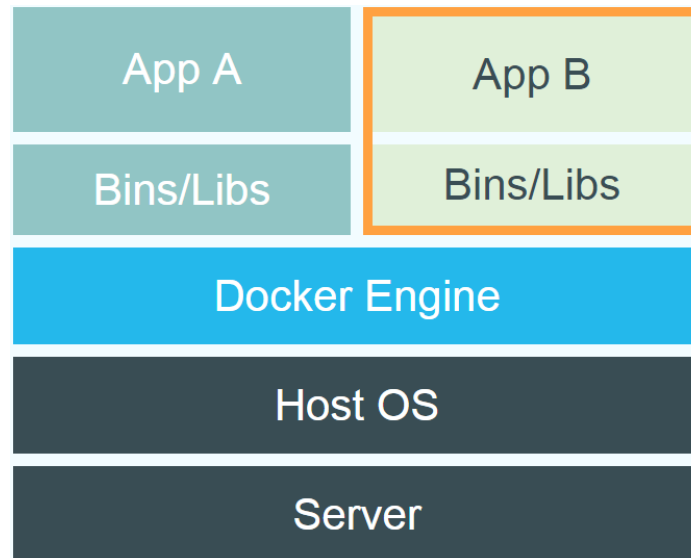 App A
App B
Bins/Libs
Bins/Libs
Docker Engine
Host OS
Server